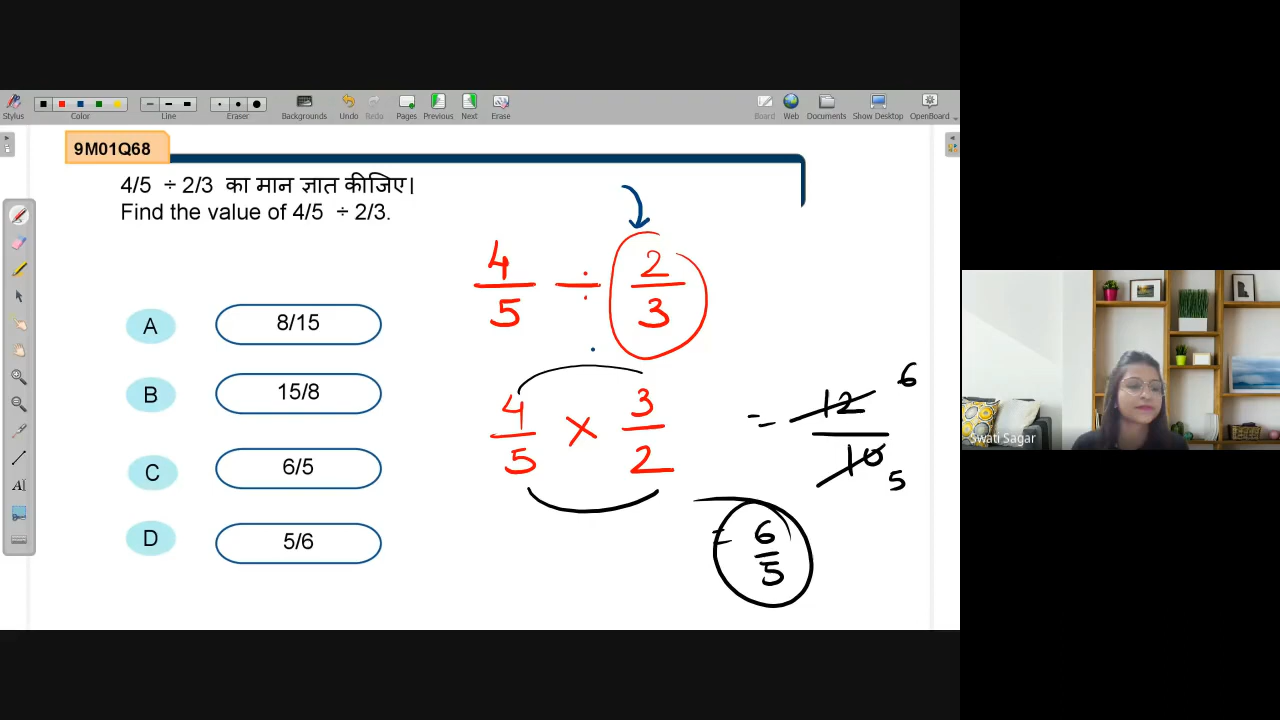 Stylus
Color
Line
Eraser
Backgrounds
Undo
Redo
Pages
Previous
Next
Erase
Board
Web
Documents
Show Desktop
OpenBoard
9M01Q68
4/5 ÷ 2/3 का मान ज्ञात कीजिए।
Find the value of 4/5 ÷ 2/3.
A 8/15
B 15/8
C 6/5
D 5/6
4/5 ÷ 2/3
4/5 × 3/2 = 12/10 6 5
= 6/5
Swati Sagar